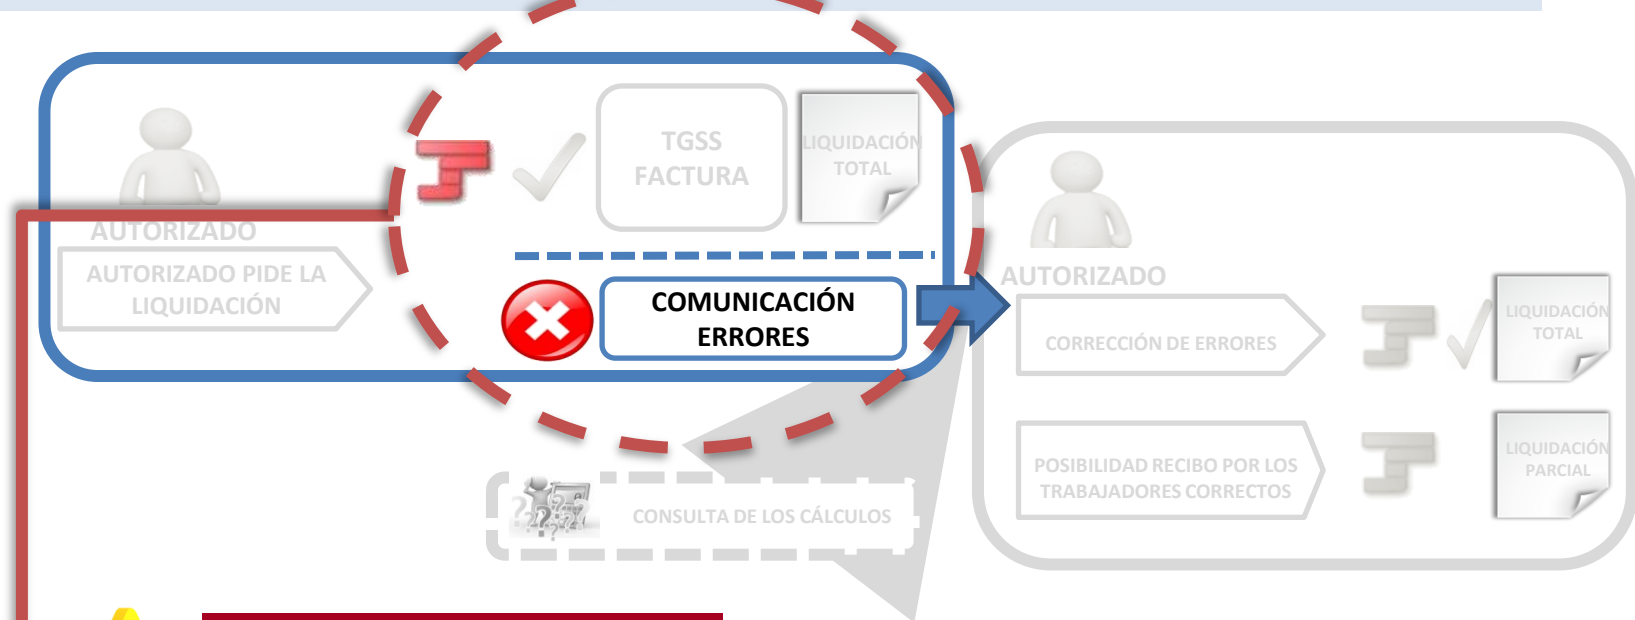 TGSS
FACTURA
LIQUIDACIÓN
TOTAL
AUTORIZADO
AUTORIZADO PIDE LA
LIQUIDACIÓN
COMUNICACIÓN
ERRORES
AUTORIZADO
CORRECCIÓN DE ERRORES
LIQUIDACIÓN
TOTAL
POSIBILIDAD RECIBO POR LOS
TRABAJADORES CORRECTOS
LIQUIDACIÓN
PARCIAL
CONSULTA DE LOS CÁLCULOS